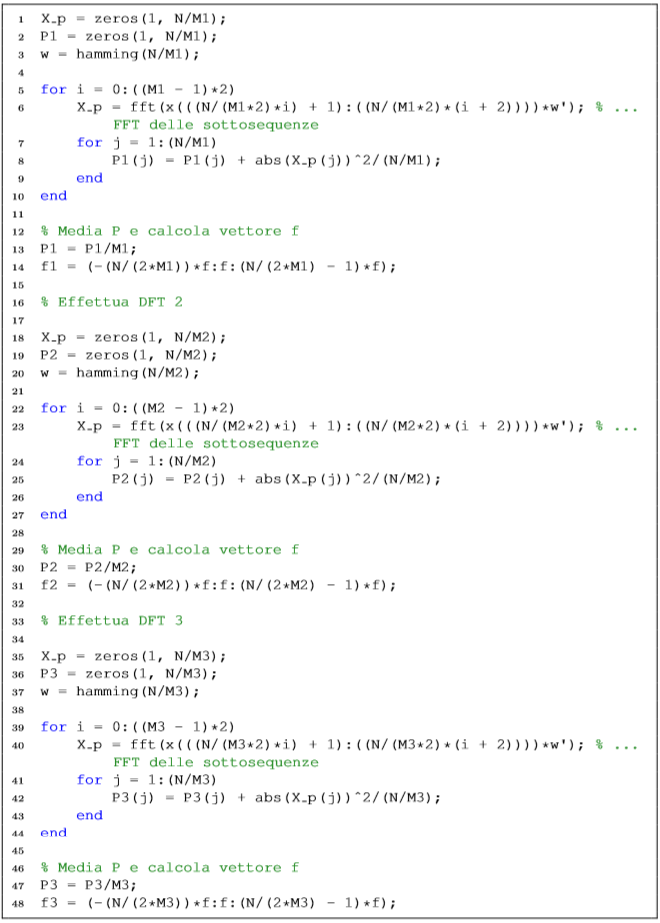 1 X_p = zeros(1, N/M1);
2 P1 = zeros(1, N/M1);
3 w = hamming(N/M1);
4
5 for i = 0:((M1 - 1)*2)
6 X_p = fft(x(((N/(M1*2)*i) + 1):((N/(M1*2)*(i + 2))))*w'); % ...
FFT delle sottosequenze
7 for j = 1:(N/M1)
8 P1(j) = P1(j) + abs(X_p(j))^2/(N/M1);
9 end
10 end
11
12 % Media P e calcola vettore f
13 P1 = P1/M1;
14 f1 = (-(N/(2*M1))*f:f:(N/(2*M1) - 1)*f);
15
16 % Effettua DFT 2
17
18 X_p = zeros(1, N/M2);
19 P2 = zeros(1, N/M2);
20 w = hamming(N/M2);
21
22 for i = 0:((M2 - 1)*2)
23 X_p = fft(x(((N/(M2*2)*i) + 1):((N/(M2*2)*(i + 2))))*w'); % ...
FFT delle sottosequenze
24 for j = 1:(N/M2)
25 P2(j) = P2(j) + abs(X_p(j))^2/(N/M2);
26 end
27 end
28
29 % Media P e calcola vettore f
30 P2 = P2/M2;
31 f2 = (-(N/(2*M2))*f:f:(N/(2*M2) - 1)*f);
32
33 % Effettua DFT 3
34
35 X_p = zeros(1, N/M3);
36 P3 = zeros(1, N/M3);
37 w = hamming(N/M3);
38
39 for i = 0:((M3 - 1)*2)
40 X_p = fft(x(((N/(M3*2)*i) + 1):((N/(M3*2)*(i + 2))))*w'); % ...
FFT delle sottosequenze
41 for j = 1:(N/M3)
42 P3(j) = P3(j) + abs(X_p(j))^2/(N/M3);
43 end
44 end
45
46 % Media P e calcola vettore f
47 P3 = P3/M3;
48 f3 = (-(N/(2*M3))*f:f:(N/(2*M3) - 1)*f);